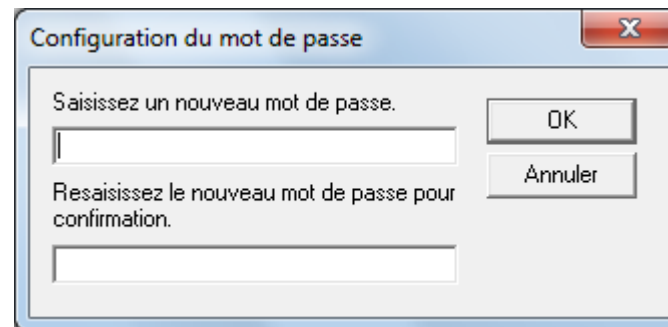 Configuration du mot de passe
Saisissez un nouveau mot de passe.
OK
Annuler
Resaisissez le nouveau mot de passe pour
confirmation.